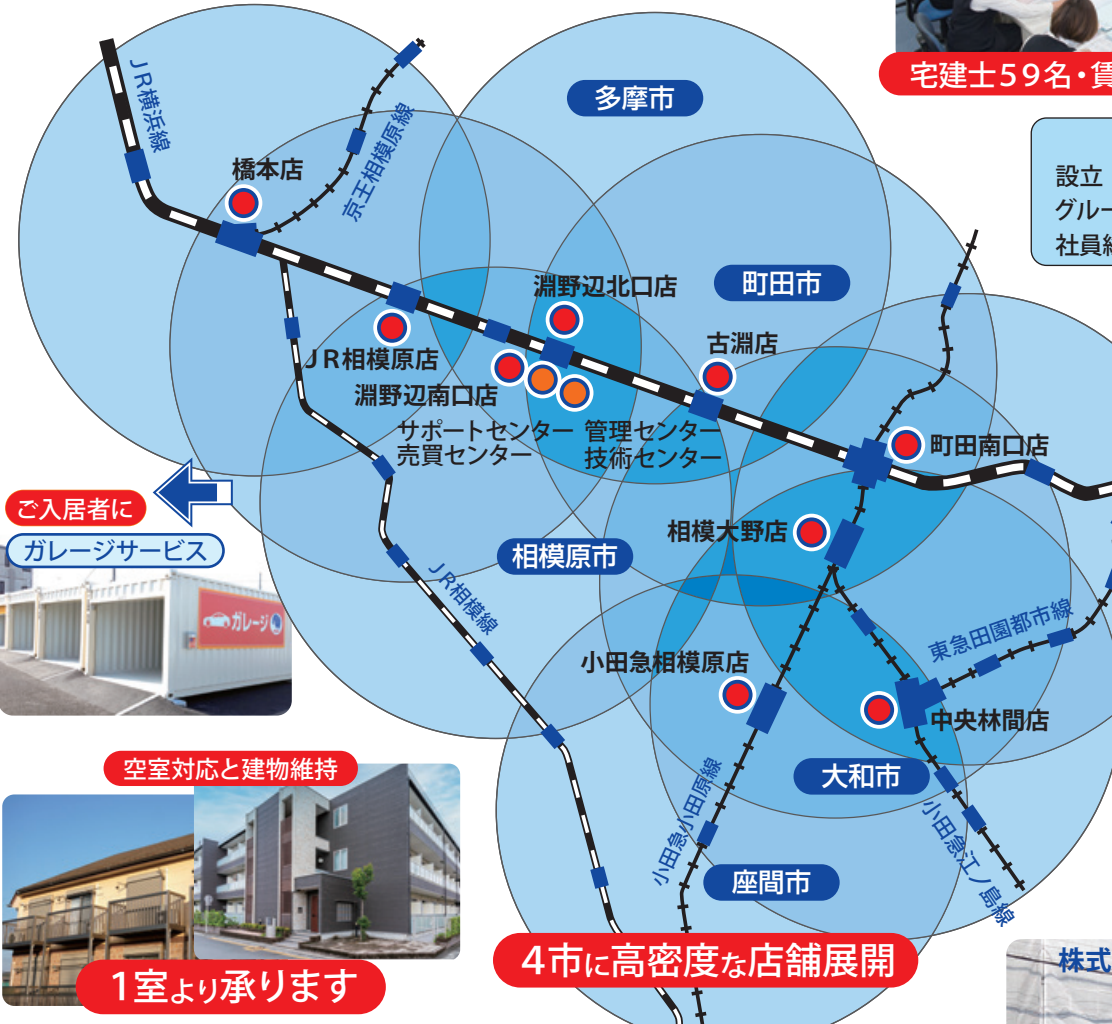 宅建士59名・賃
多摩市
JR横浜線
京王相模原線
橋本店
設立
グルー
社員
町田市
淵野辺北口店
古淵店
JR相模原店
淵野辺南口店
サポートセンター
売買センター
管理センター
技術センター
町田南口店
ご入居者に
ガレージサービス
相模大野店
相模原市
JR相模線
ガレージ
東急田園都市線
小田急相模原店
中央林間店
空室対応と建物維持
大和市
小田急小田原線
小田急江ノ島線
座間市
4市に高密度な店舗展開
株式
1室より承ります